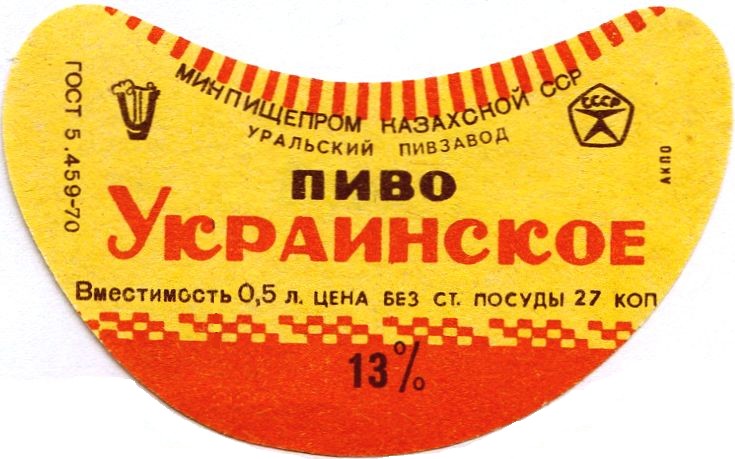 МИНПИЩЕПРОМ КАЗАХСКОЙ ССР
УРАЛЬСКИЙ ПИВЗАВОД
ГОСТ 5.459-70
СССР
АКПО
ПИВО
УКРАИНСКОЕ
Вместимость 0,5 л. ЦЕНА БЕЗ СТ. ПОСУДЫ 27 КОП
13%